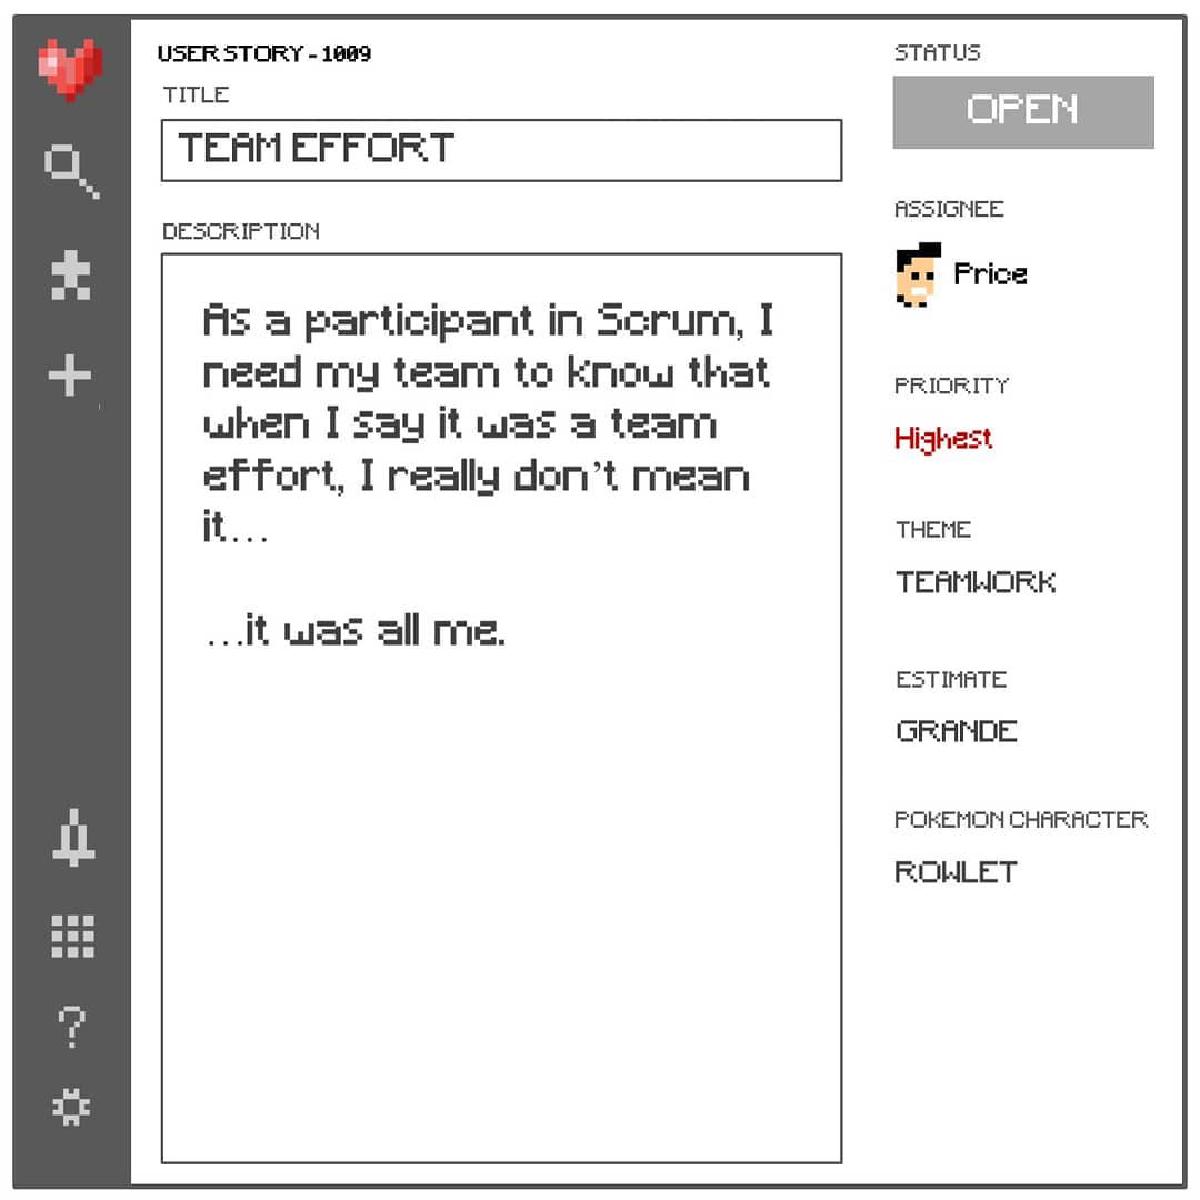 USER STORY - 1009
TITLE
TEAM EFFORT
DESCRIPTION
As a participant in Scrum, I
need my team to know that
when I say it was a team
effort, I really don’t mean
it...
...it was all me.
STATUS
OPEN
ASSIGNEE
Price
PRIORITY
Highest
THEME
TEAMWORK
ESTIMATE
GRANDE
POKEMON CHARACTER
ROWLET
?